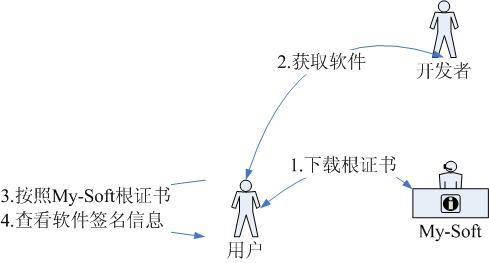 2.获取软件
开发者
1.下载根证书
3.按照My-Soft根证书
4.查看软件签名信息
用户
My-Soft